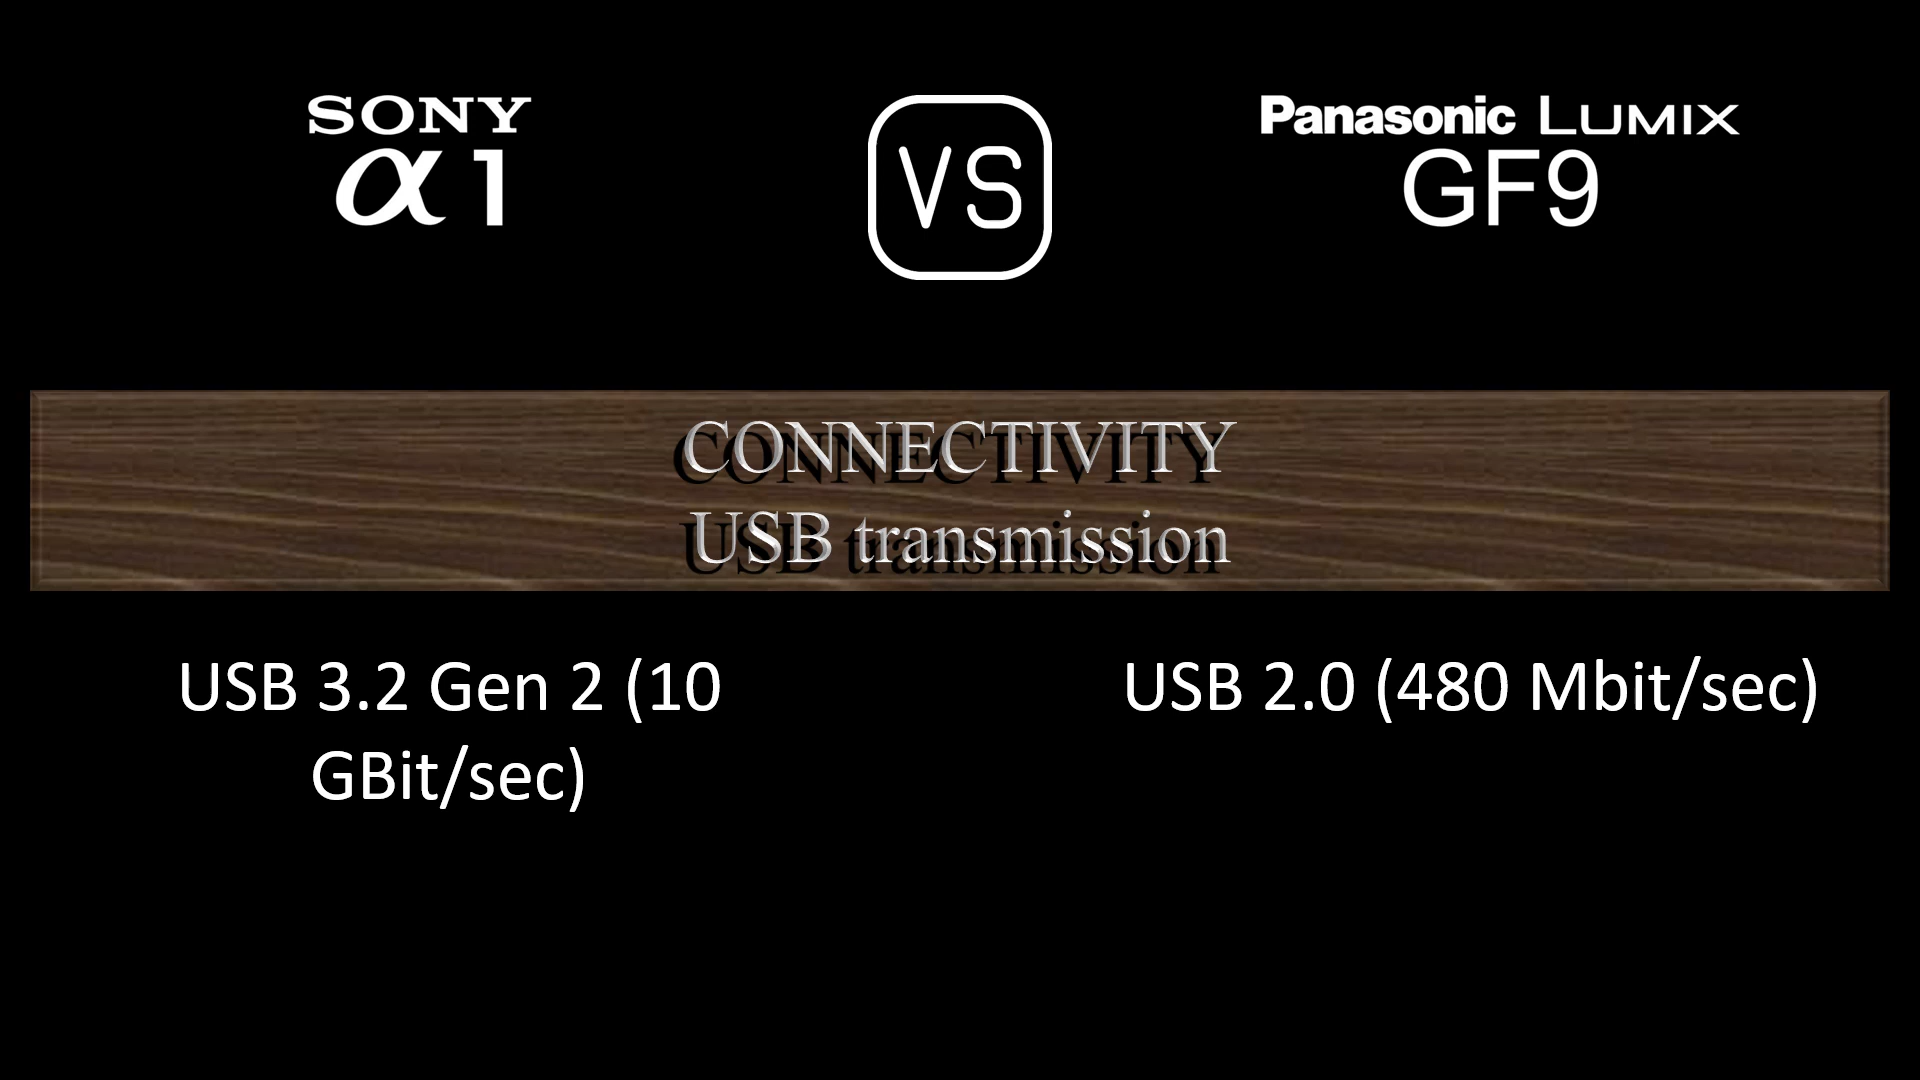 SONY
α1
VS
Panasonic LUMIX
GF9
CONNECTIVITY
USB transmission
USB 3.2 Gen 2 (10
GBit/sec)
USB 2.0 (480 Mbit/sec)